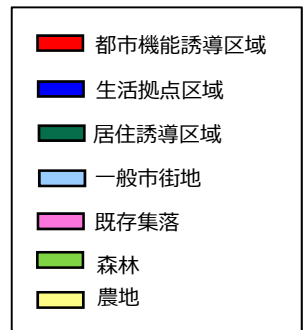 都市機能誘導区域
生活拠点区域
居住誘導区域
一般市街地
既存集落
森林
農地